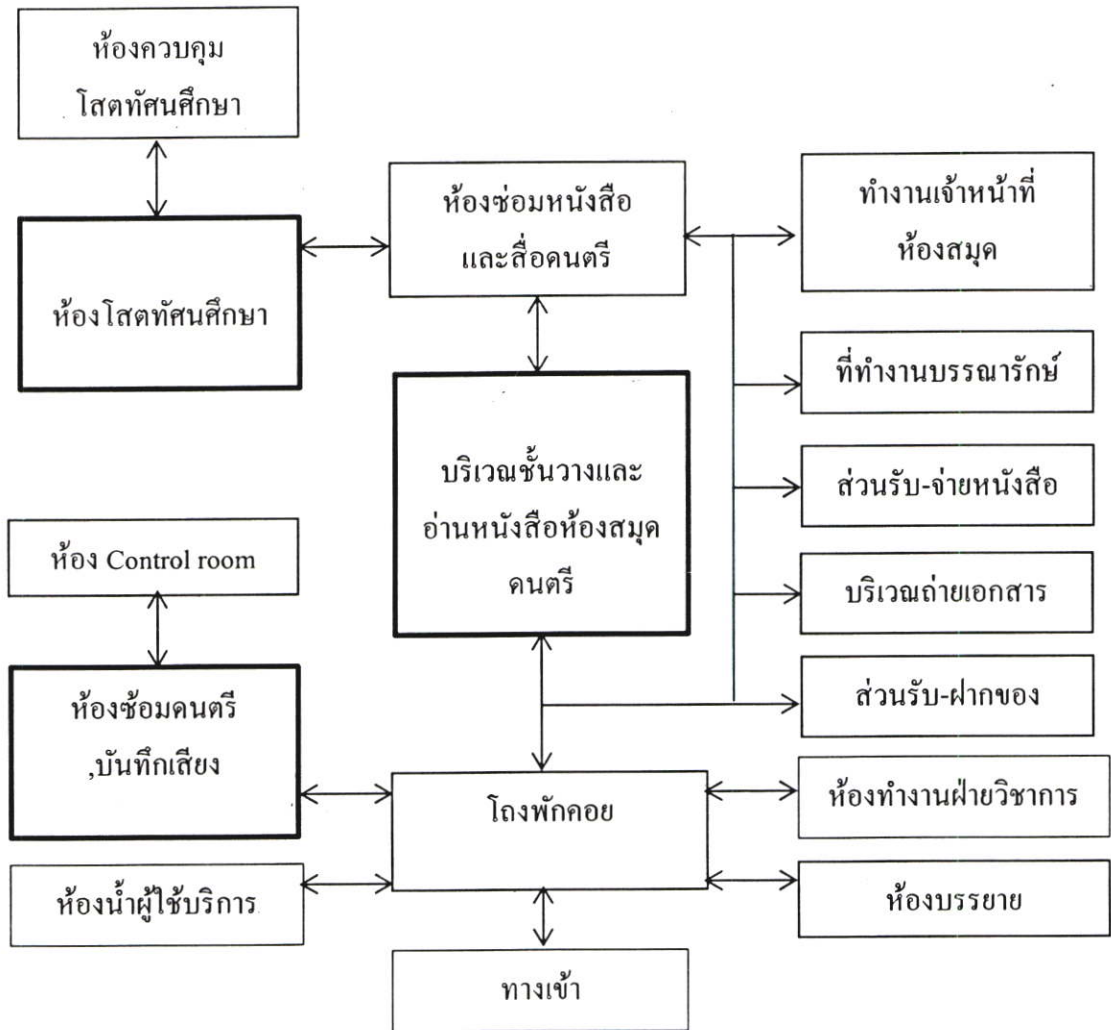 ห้องควบคุม
โสตทัศนศึกษา
ห้องซ่อมหนังสือ
และสื่อดนตรี
ทำงานเจ้าหน้าที่
ห้องสมุด
ห้องโสตทัศนศึกษา
ที่ทำงานบรรณารักษ์
บริเวณชั้นวางและ
อ่านหนังสือห้องสมุด
ดนตรี
ส่วนรับ-จ่ายหนังสือ
ห้อง Control room
บริเวณถ่ายเอกสาร
ห้องซ้อมดนตรี
,บันทึกเสียง
ส่วนรับ-ฝากของ
โถงพักคอย
ห้องทำงานฝ่ายวิชาการ
ห้องน้ำผู้ใช้บริการ
ห้องบรรยาย
ทางเข้า